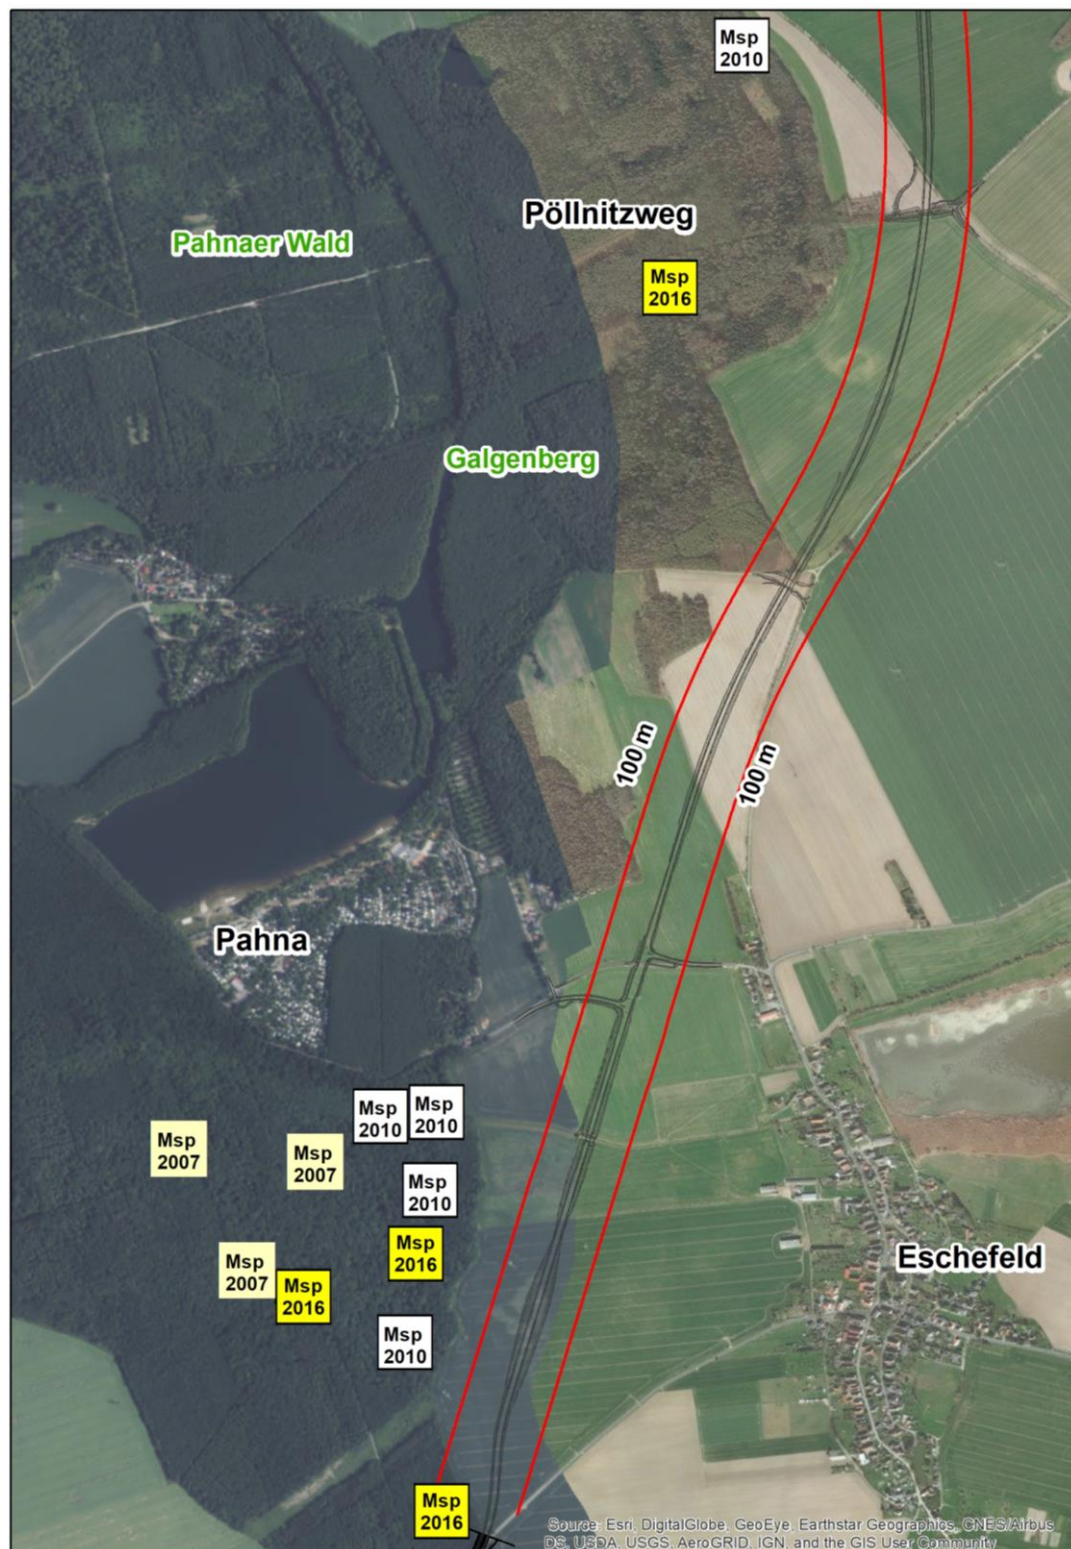 Msp
2010
Pöllnitzweg
Pahnaer Wald
Msp
2016
Galgenberg
100 m
100 m
Pahna
Msp
2010
Msp
2010
Msp
2007
Msp
2007
Msp
2010
Msp
2016
Msp
2007
Msp
2016
Eschefeld
Msp
2010
Msp
2016
Source: Esri, DigitalGlobe, GeoEye, Earthstar Geographics, CNES/Airbus
DS, USDA, USGS, AeroGRID, IGN, and the GIS User Community